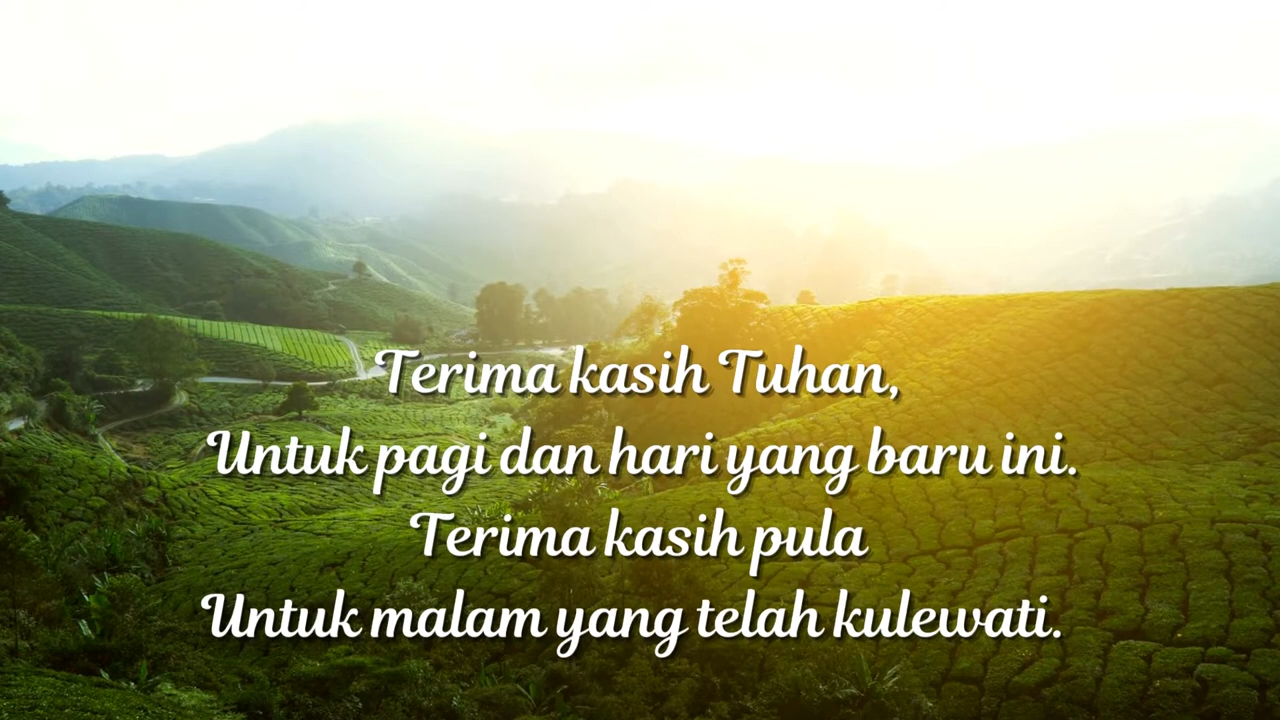 Terima kasih Tuhan,
Untuk pagi dan hari yang baru ini.
Terima kasih pula
Untuk malam yang telah kulewati.